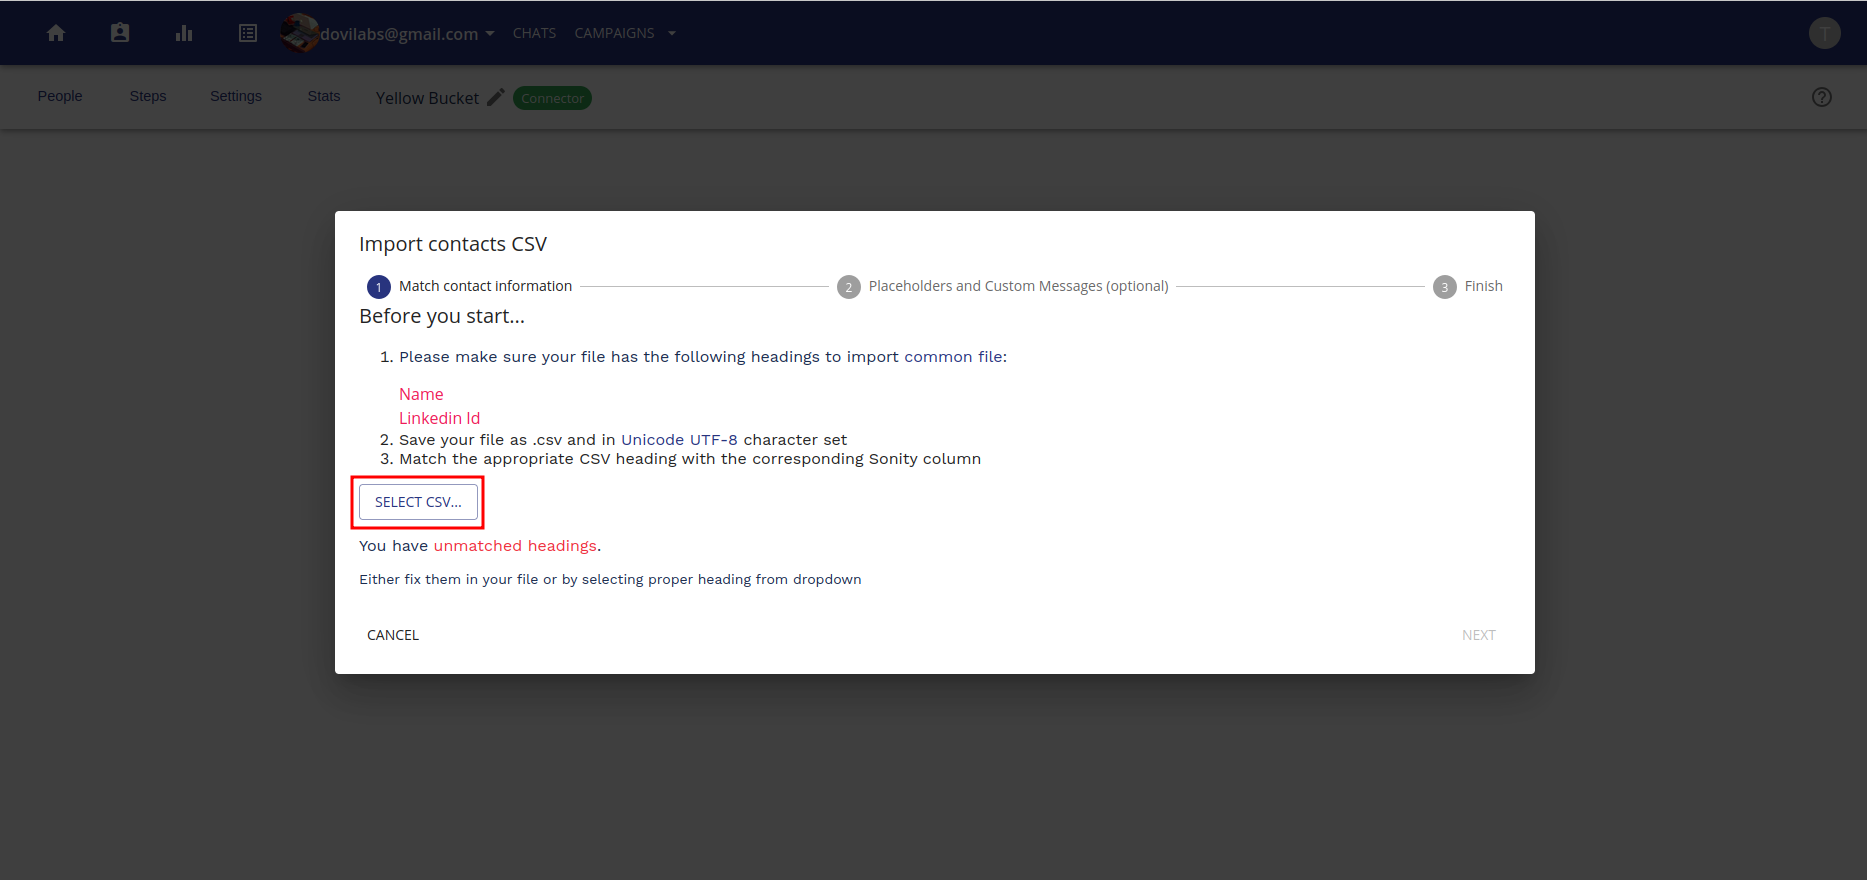 dovilabs@gmail.com CHATS CAMPAIGNS T
People Steps Settings Stats Yellow Bucket Connector
Import contacts CSV
1 Match contact information 2 Placeholders and Custom Messages (optional) 3 Finish
Before you start...
1. Please make sure your file has the following headings to import common file:
Name
Linkedin Id
2. Save your file as .csv and in Unicode UTF-8 character set
3. Match the appropriate CSV heading with the corresponding Sonity column
SELECT CSV...
You have unmatched headings.
Either fix them in your file or by selecting proper heading from dropdown
CANCEL NEXT